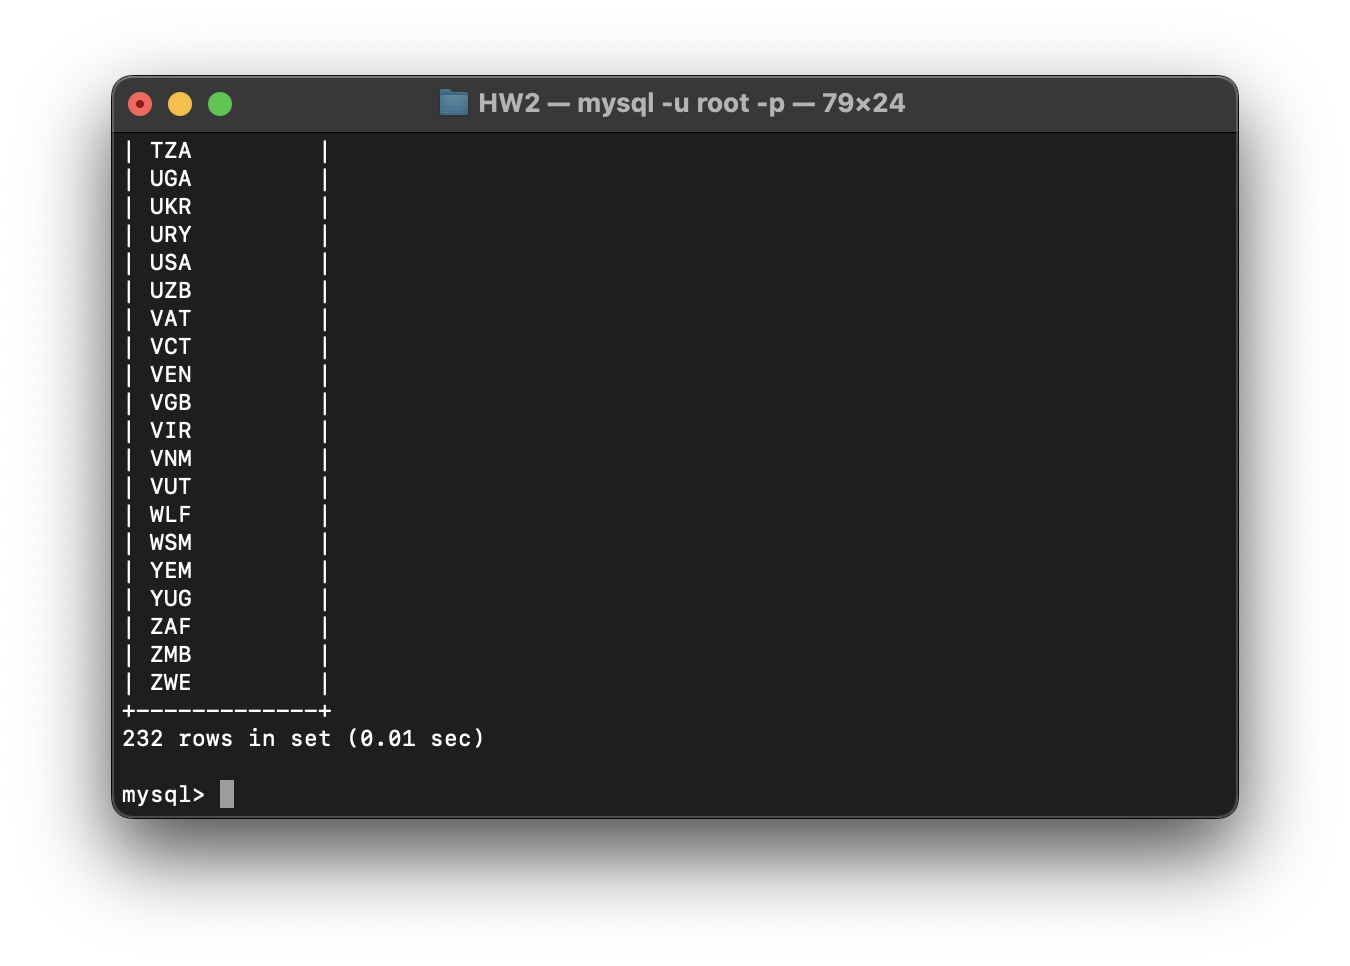 HW2 — mysql -u root -p — 79×24
| TZA         |
| UGA         |
| UKR         |
| URY         |
| USA         |
| UZB         |
| VAT         |
| VCT         |
| VEN         |
| VGB         |
| VIR         |
| VNM         |
| VUT         |
| WLF         |
| WSM         |
| YEM         |
| YUG         |
| ZAF         |
| ZMB         |
| ZWE         |
+-------------+
232 rows in set (0.01 sec)
mysql>